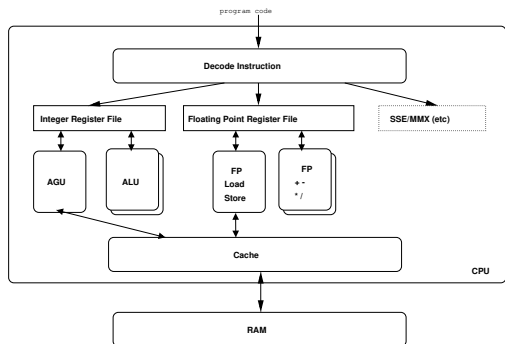 program code
Decode Instruction
Integer Register File
Floating Point Register File
SSE/MMX (etc)
AGU
ALU
FP
Load
Store
FP
+ -
* /
Cache
CPU
RAM